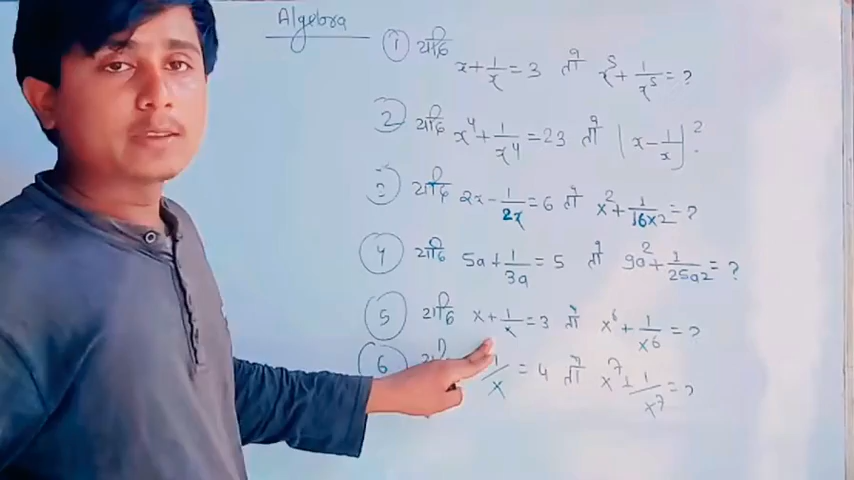 Algebra
① यदि x + 1/x = 3 तो x⁵ + 1/x⁵ = ?
② यदि x⁴ + 1/x⁴ = 23 तो [x - 1/x]²
③ यदि 2x - 1/2x = 6 तो x² + 1/16x2 = ?
④ यदि 5a + 1/3a = 5 तो 9a² + 1/25a2 = ?
⑤ यदि x + 1/x = 3 तो x⁶ + 1/x⁶ = ?
⑥ 1/x = 4 तो x⁷ + 1/x⁷ = ?